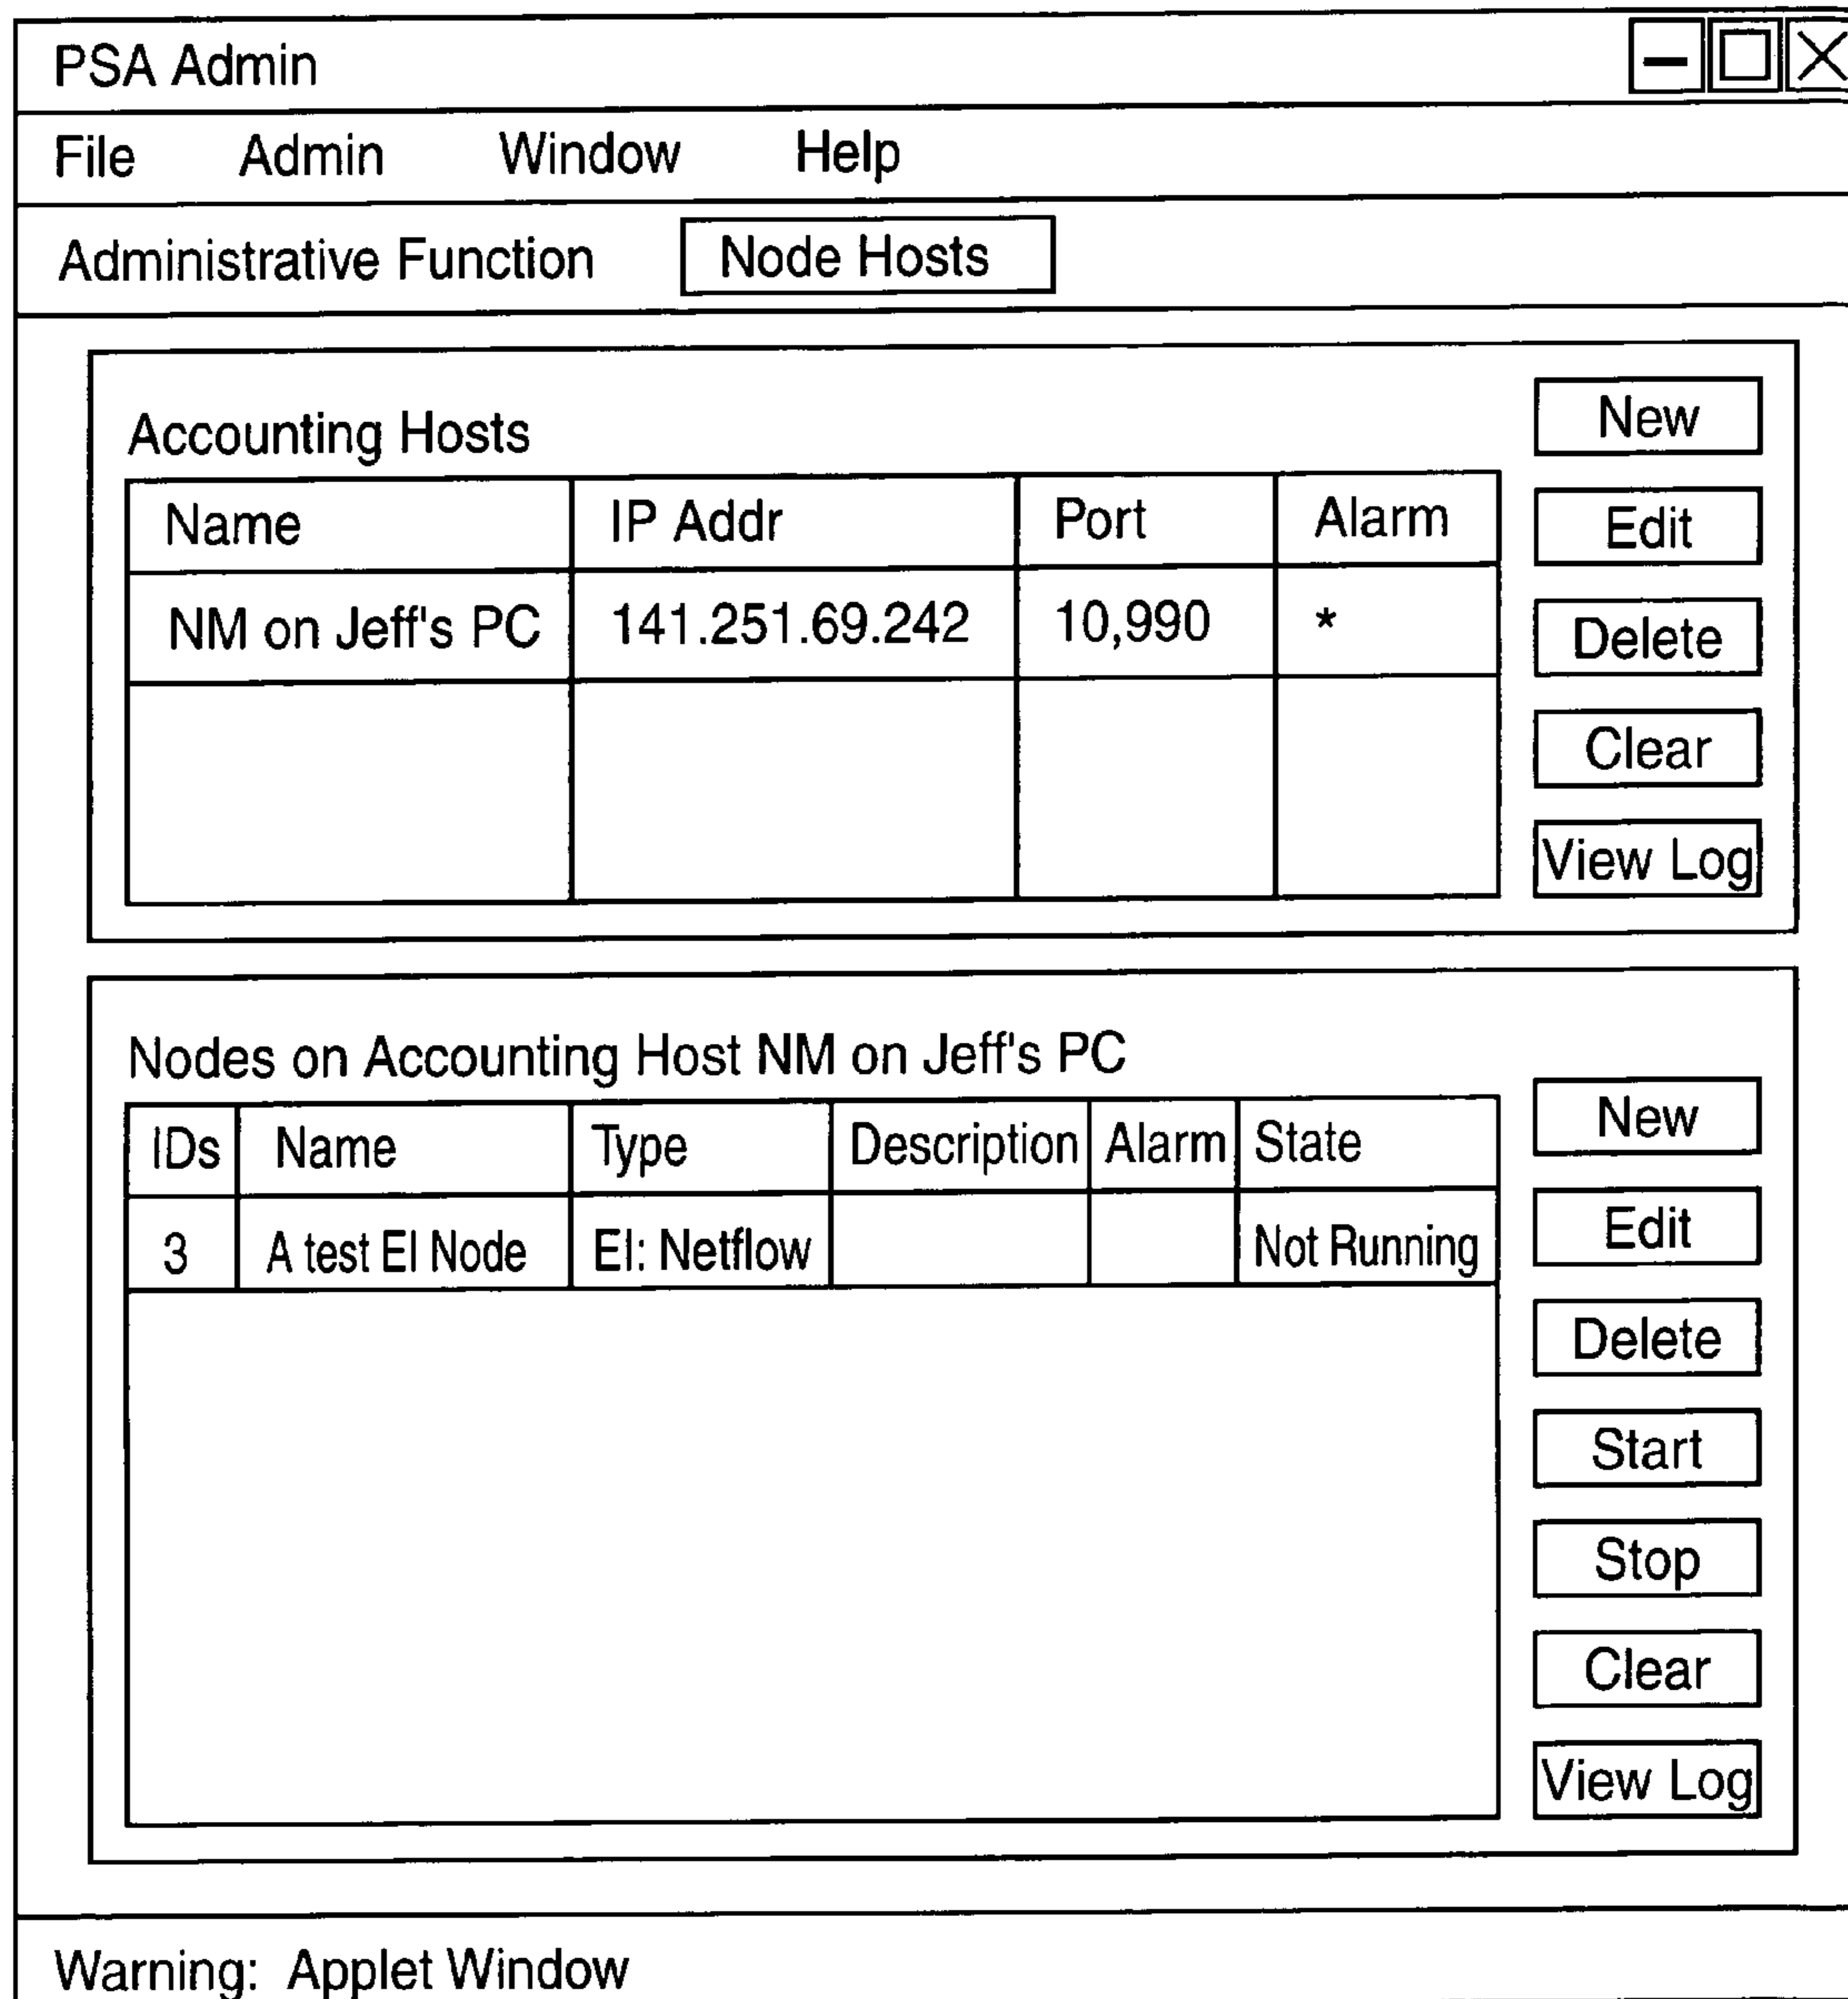 PSA Admin
File Admin Window Help
Administrative Function Node Hosts
Accounting Hosts
New
Name IP Addr Port Alarm
Edit
NM on Jeff's PC 141.251.69.242 10,990 *
Delete
Clear
View Log
Nodes on Accounting Host NM on Jeff's PC
New
IDs Name Type Description Alarm State
Edit
3 A test EI Node EI: Netflow Not Running
Delete
Start
Stop
Clear
View Log
Warning: Applet Window